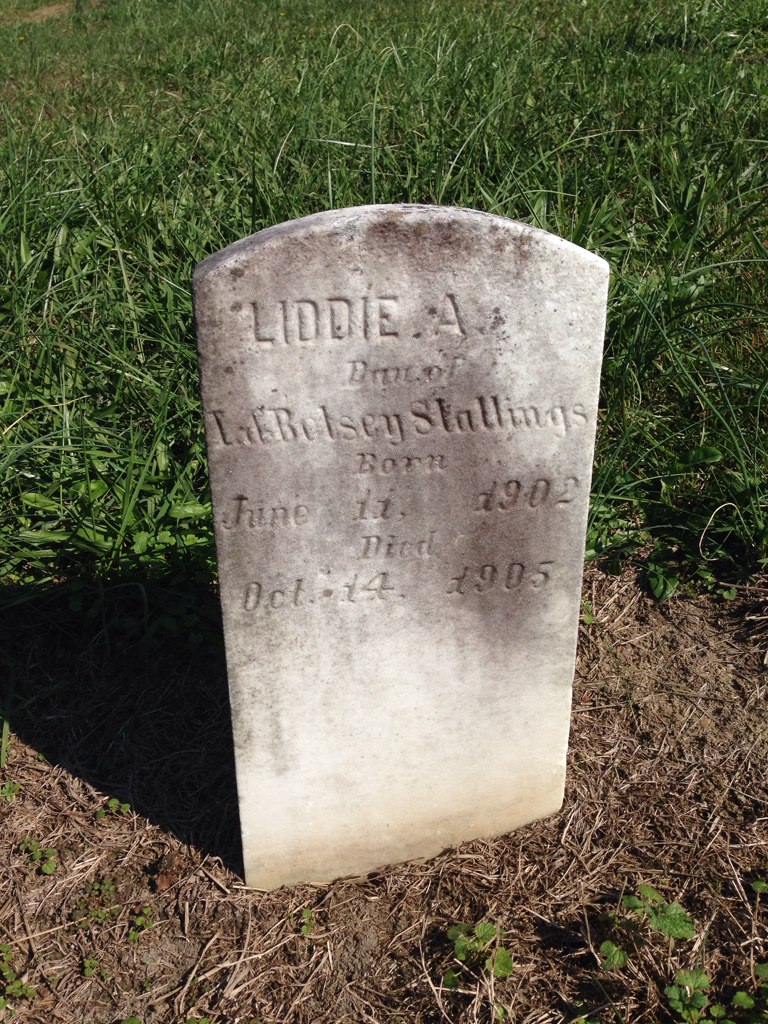 LIDDIE. A.
Dau. of
& Betsey Stallings
Born
June 11. 1902
Died
Oct. 14. 1905